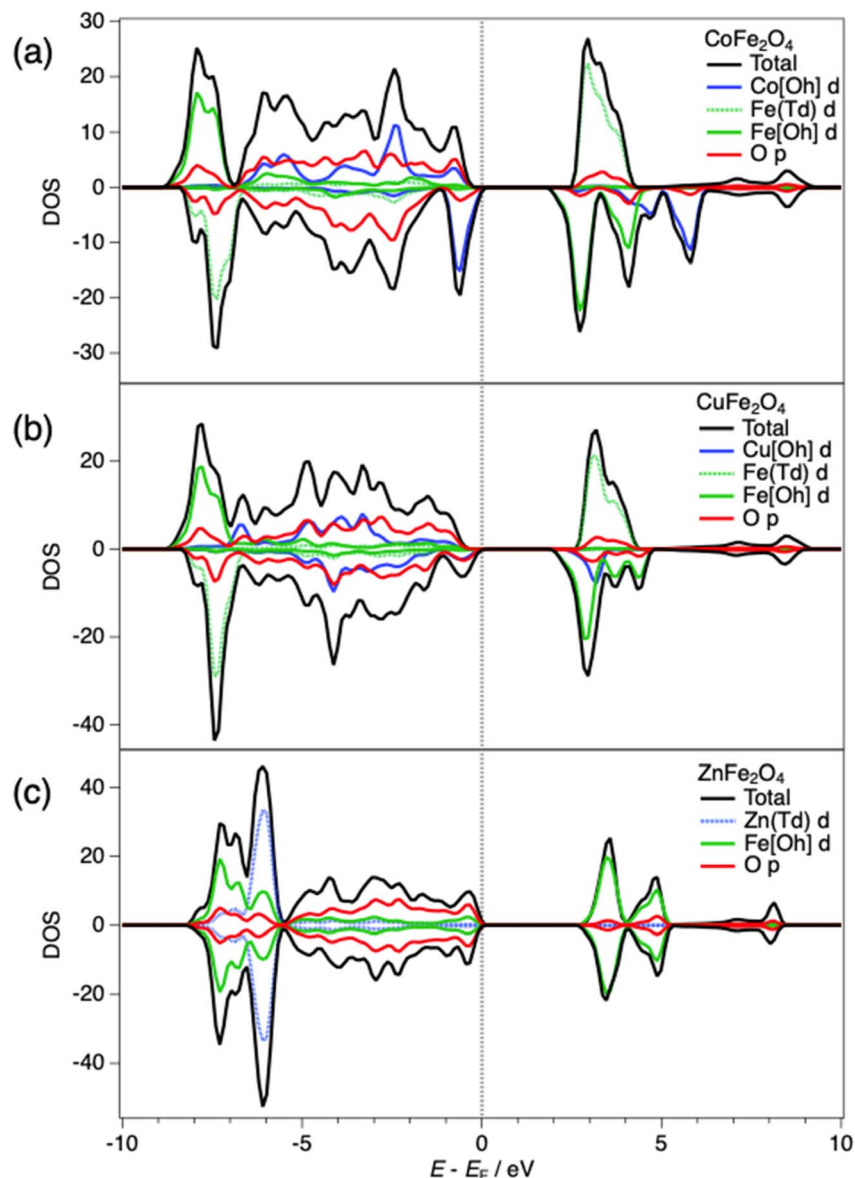 (a)
30
20
10
0
-10
-20
-30
DOS
CoFe₂O₄
Total
Co[Oh] d
Fe(Td) d
Fe[Oh] d
O p
(b)
20
0
-20
-40
DOS
CuFe₂O₄
Total
Cu[Oh] d
Fe(Td) d
Fe[Oh] d
O p
(c)
40
20
0
-20
-40
DOS
ZnFe₂O₄
Total
Zn(Td) d
Fe[Oh] d
O p
-10 -5 0 5 10
E - E_F / eV